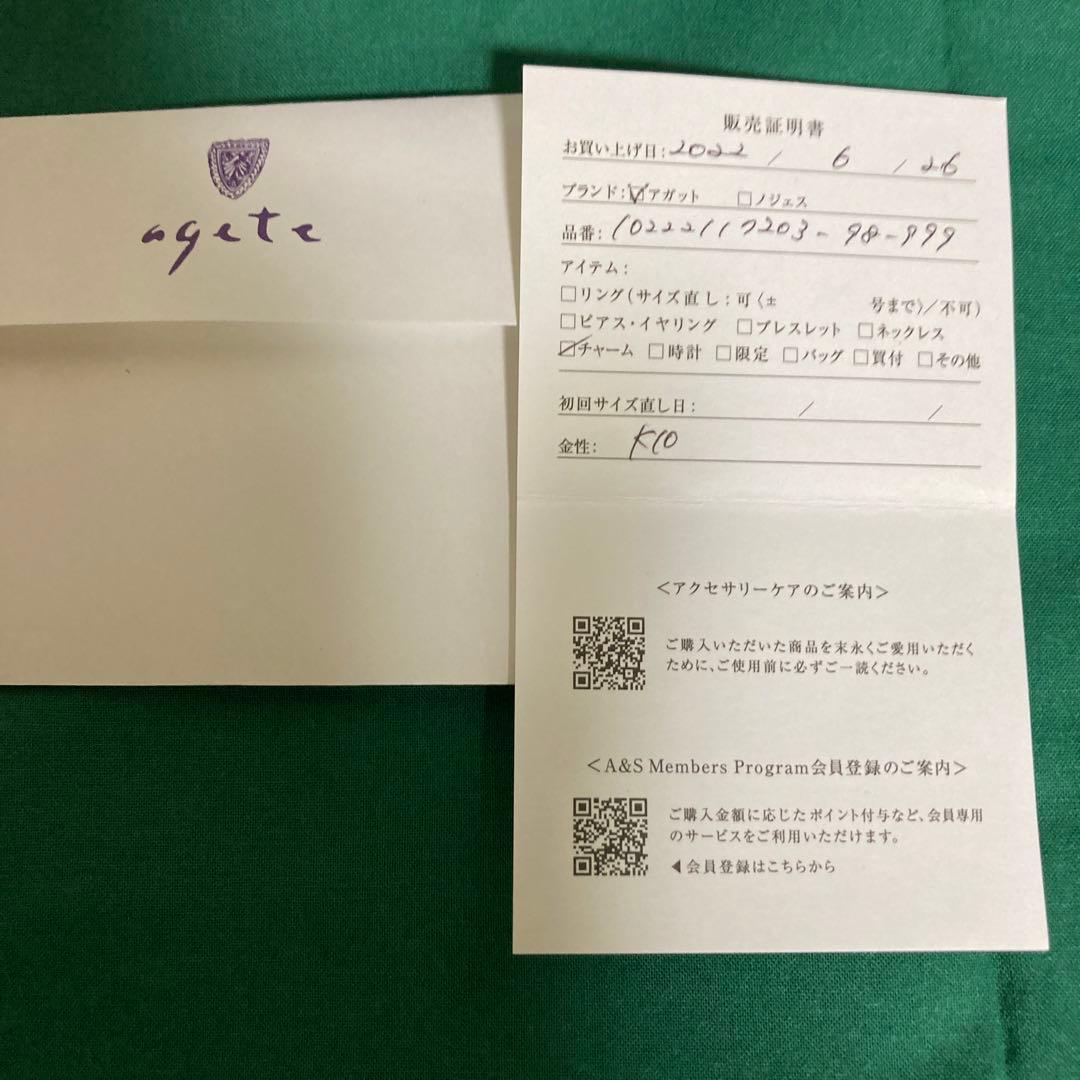 agete
販売証明書
お買い上げ日: 2022 / 6 / 26
ブランド: ☑アガット □ノジェス
品番: 10222117203-98-999
アイテム:
□リング(サイズ直し:可〈± 号まで〉/不可)
□ピアス・イヤリング □ブレスレット □ネックレス
☑チャーム □時計 □限定 □バッグ □買付 □その他
初回サイズ直し日: / /
金性: K10
<アクセサリーケアのご案内>
ご購入いただいた商品を末永くご愛用いただく
ために、ご使用前に必ずご一読ください。
<A&S Members Program会員登録のご案内>
ご購入金額に応じたポイント付与など、会員専用
のサービスをご利用いただけます。
◀会員登録はこちらから